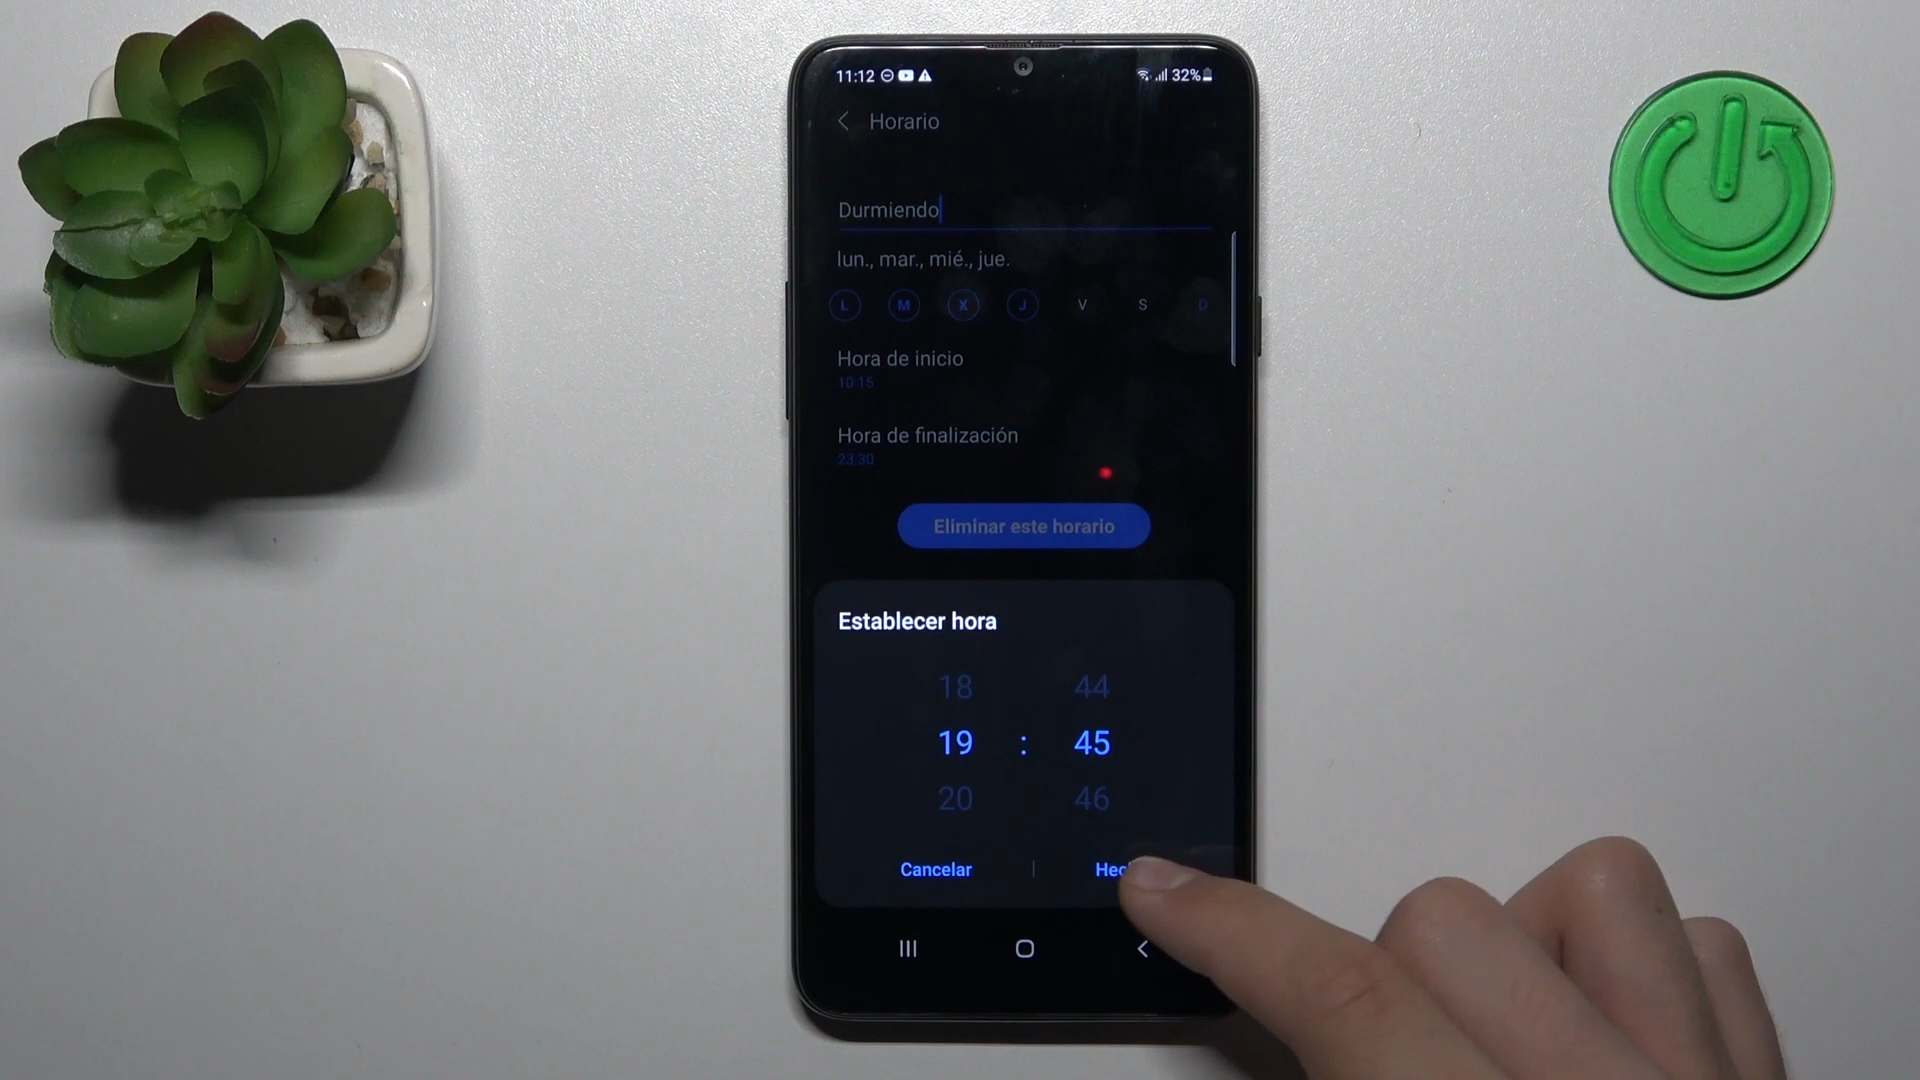 11:12 32%
Horario
Durmiendo
lun., mar., mié., jue.
L M X J V S D
Hora de inicio
10:15
Hora de finalización
23:30
Eliminar este horario
Establecer hora
18 44
19 : 45
20 46
Cancelar